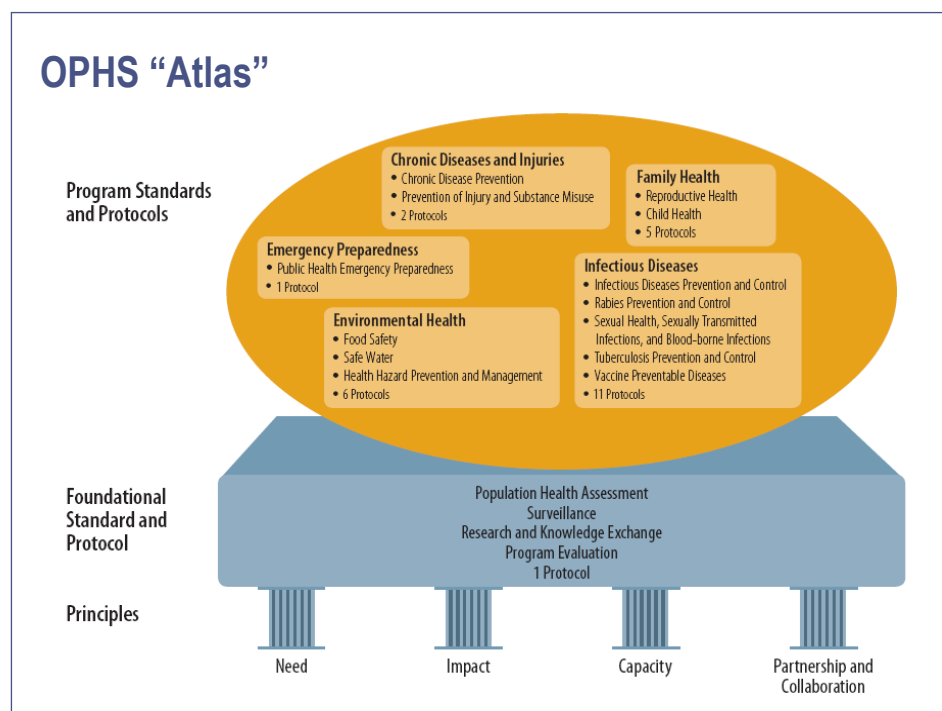 OPHS “Atlas”
Program Standards
and Protocols
Chronic Diseases and Injuries
• Chronic Disease Prevention
• Prevention of Injury and Substance Misuse
• 2 Protocols
Family Health
• Reproductive Health
• Child Health
• 5 Protocols
Emergency Preparedness
• Public Health Emergency Preparedness
• 1 Protocol
Infectious Diseases
• Infectious Diseases Prevention and Control
• Rabies Prevention and Control
• Sexual Health, Sexually Transmitted
Infections, and Blood-borne Infections
• Tuberculosis Prevention and Control
• Vaccine Preventable Diseases
• 11 Protocols
Environmental Health
• Food Safety
• Safe Water
• Health Hazard Prevention and Management
• 6 Protocols
Foundational
Standard and
Protocol
Population Health Assessment
Surveillance
Research and Knowledge Exchange
Program Evaluation
1 Protocol
Principles
Need
Impact
Capacity
Partnership and
Collaboration